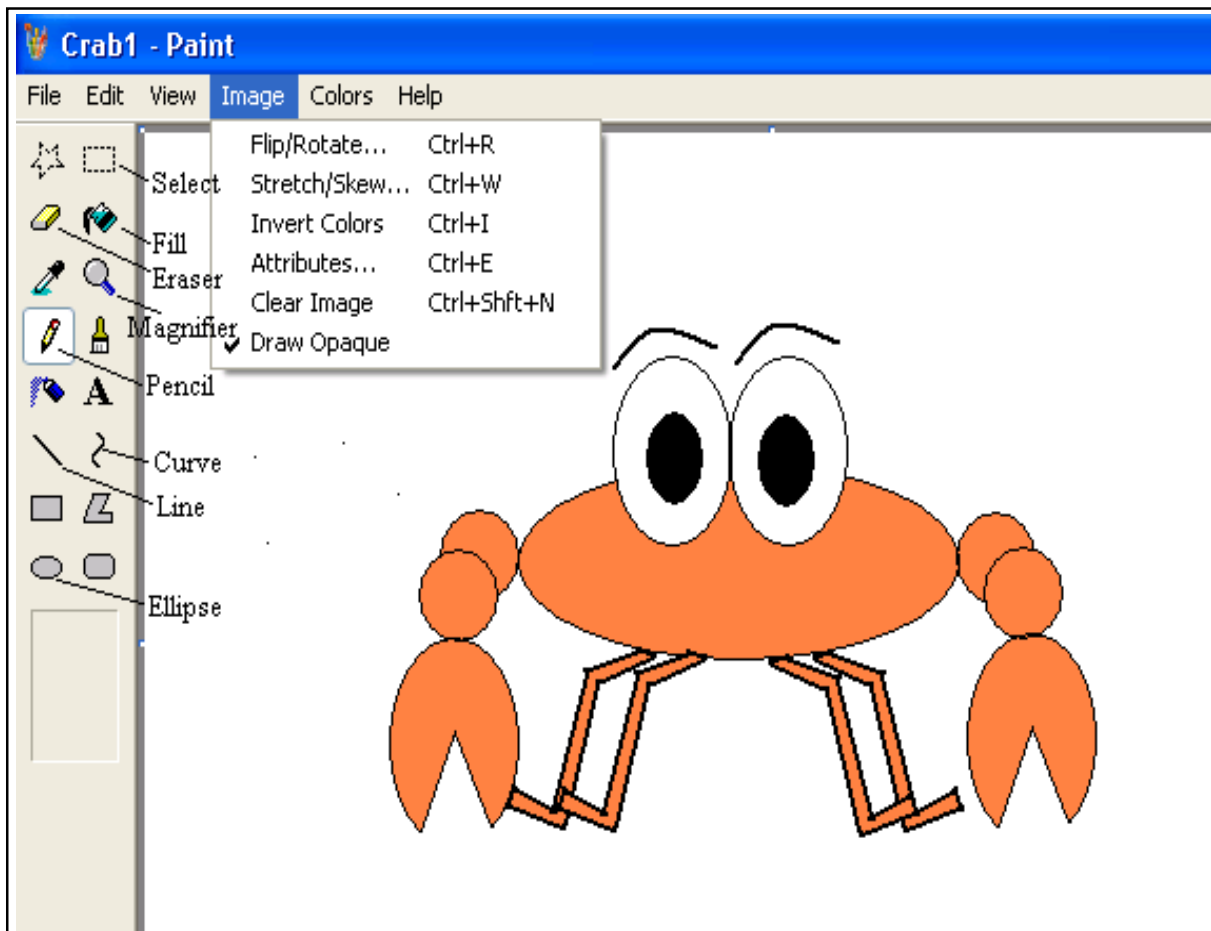 Crab1 - Paint
File Edit View Image Colors Help
Flip/Rotate... Ctrl+R
Stretch/Skew... Ctrl+W
Invert Colors Ctrl+I
Attributes... Ctrl+E
Clear Image Ctrl+Shft+N
Draw Opaque
Select
Fill
Eraser
Magnifier
Pencil
A
Curve
Line
Ellipse